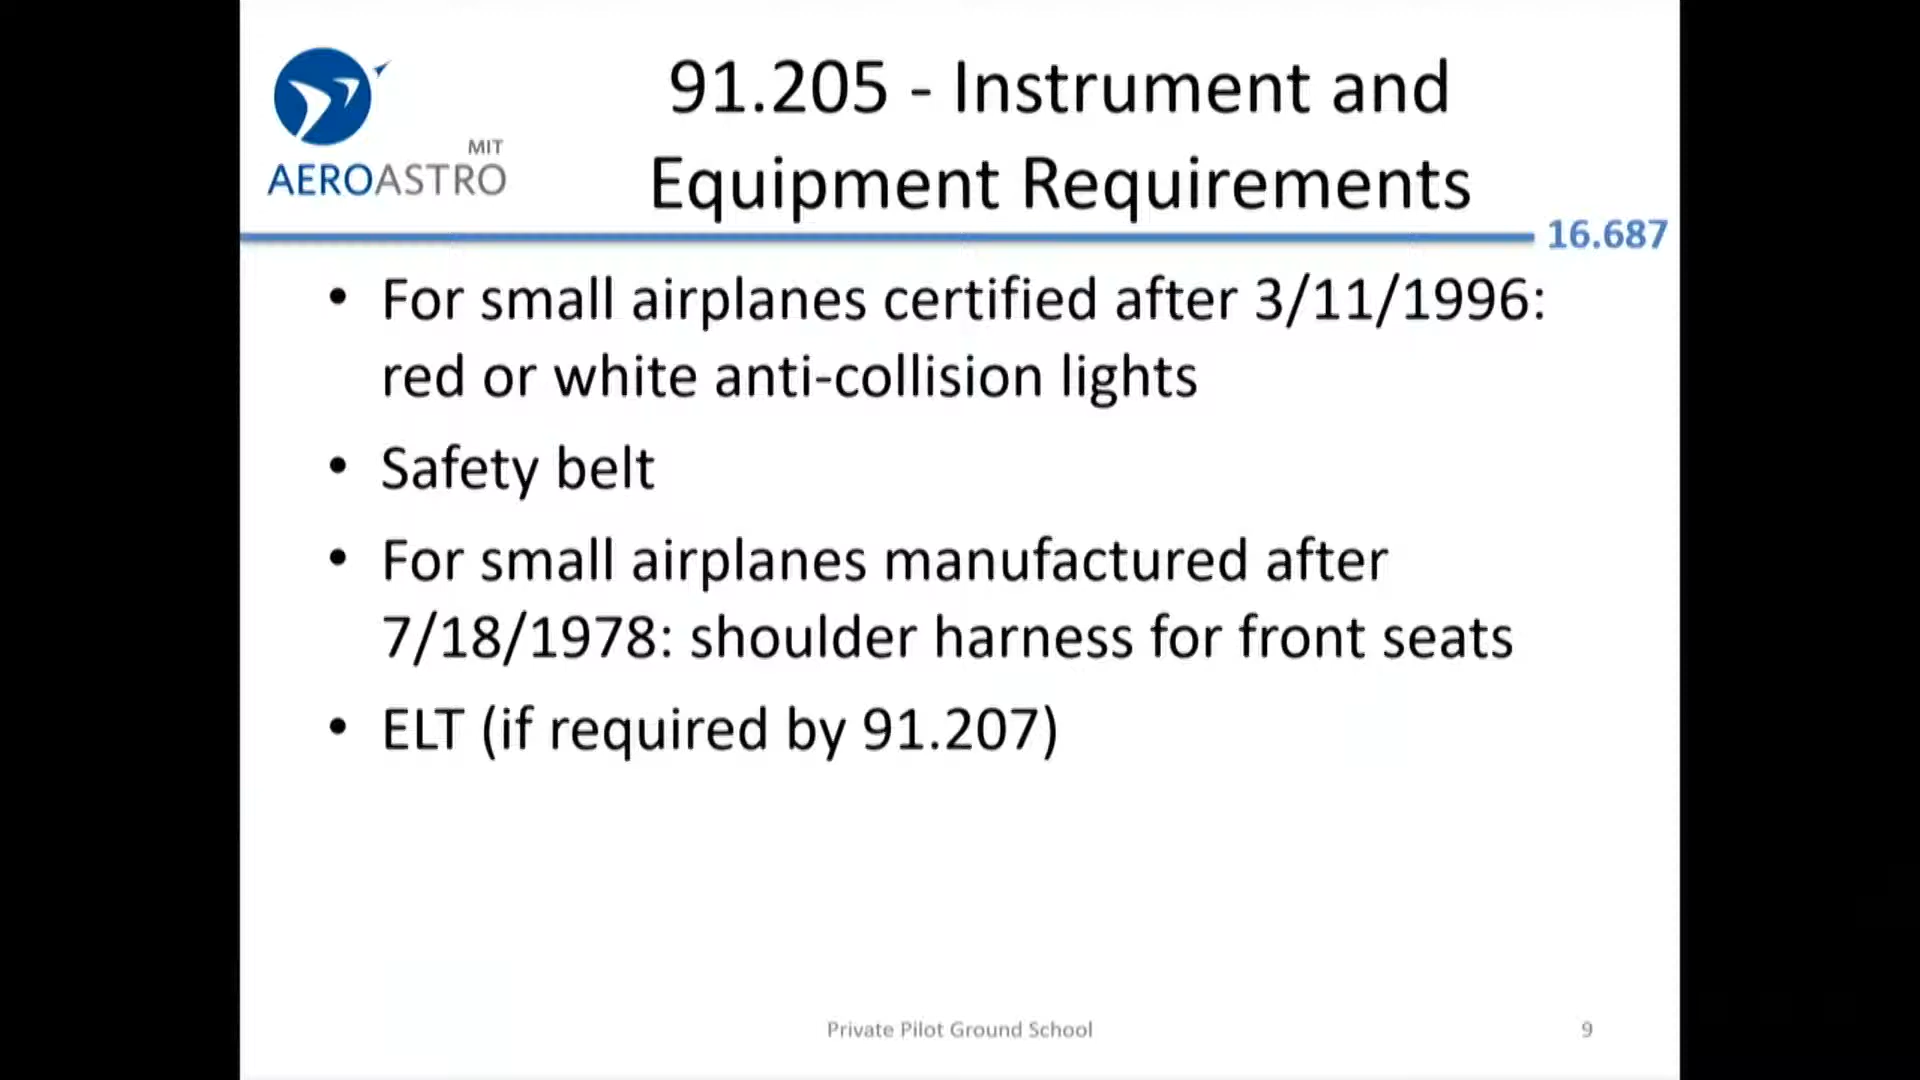 MIT
AEROASTRO
91.205 - Instrument and
Equipment Requirements
16.687
• For small airplanes certified after 3/11/1996:
red or white anti-collision lights
• Safety belt
• For small airplanes manufactured after
7/18/1978: shoulder harness for front seats
• ELT (if required by 91.207)
Private Pilot Ground School
9